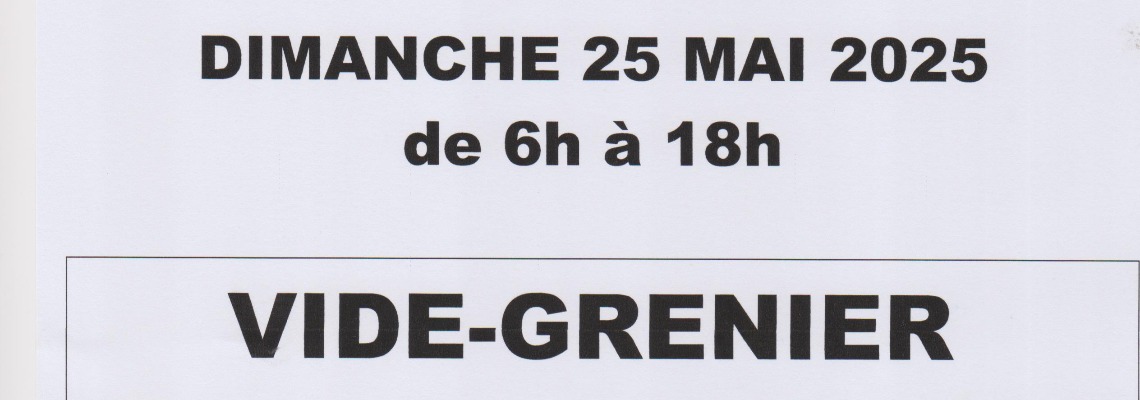 DIMANCHE 25 MAI 2025
de 6h à 18h
VIDE-GRENIER